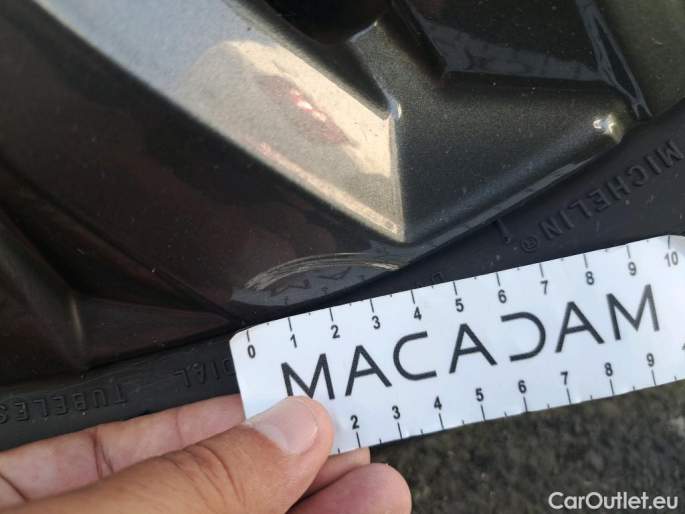 MICHELIN®
RADIAL
TUBELESS
0 1 2 3 4 5 6 7 8 9 10
MACADAM
2 3 4 5 6 7 8 9
CarOutlet.eu